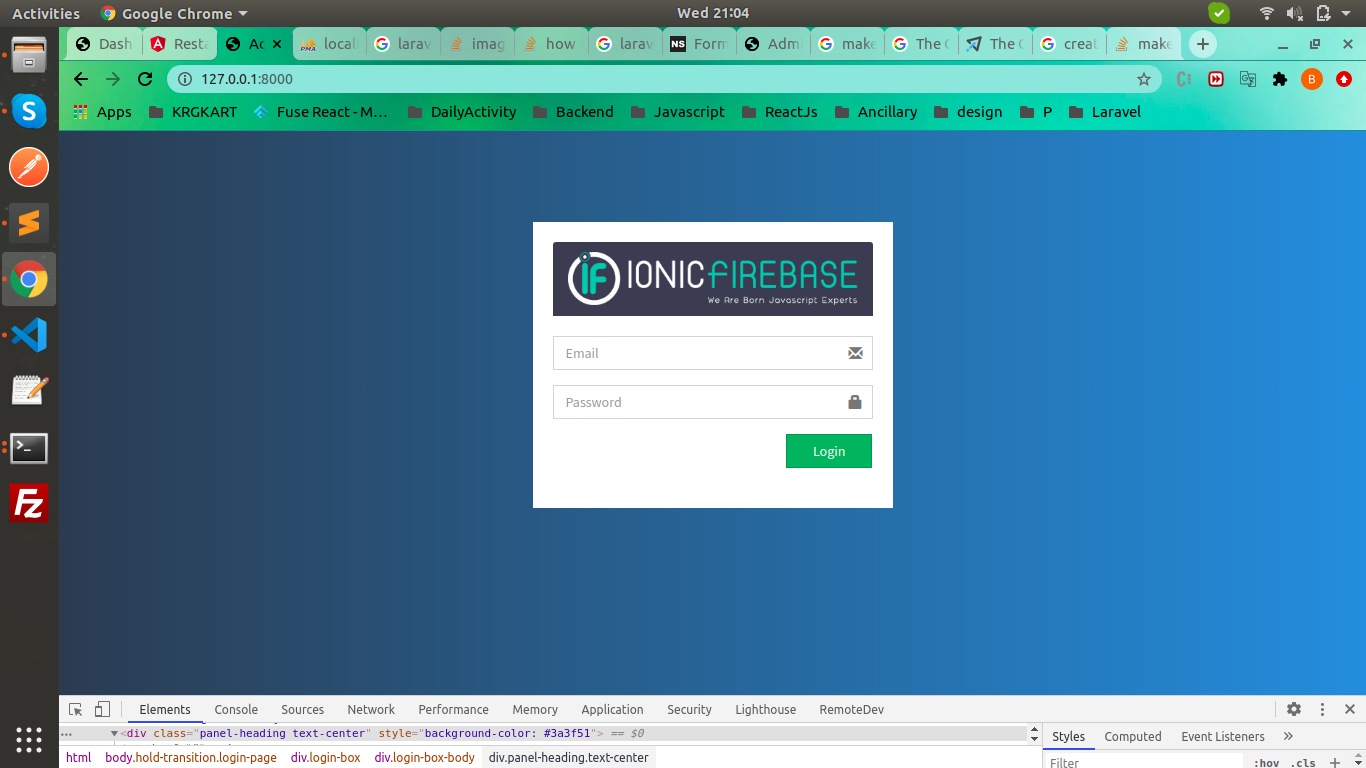 Activities Google Chrome Wed 21:04
Dash Resta Ac locall larav imag how larav NS Form Adm make The C The C creat make
127.0.0.1:8000 B
Apps KRGKART Fuse React - M... DailyActivity Backend Javascript ReactJs Ancillary design P Laravel
iF IONICFIREBASE
We Are Born Javascript Experts
Email
Password
Login
Elements Console Sources Network Performance Memory Application Security Lighthouse RemoteDev
<div class="panel-heading text-center" style="background-color: #3a3f51"> == $0
Styles Computed Event Listeners »
html body.hold-transition.login-page div.login-box div.login-box-body div.panel-heading.text-center
Filter :hov .cls +